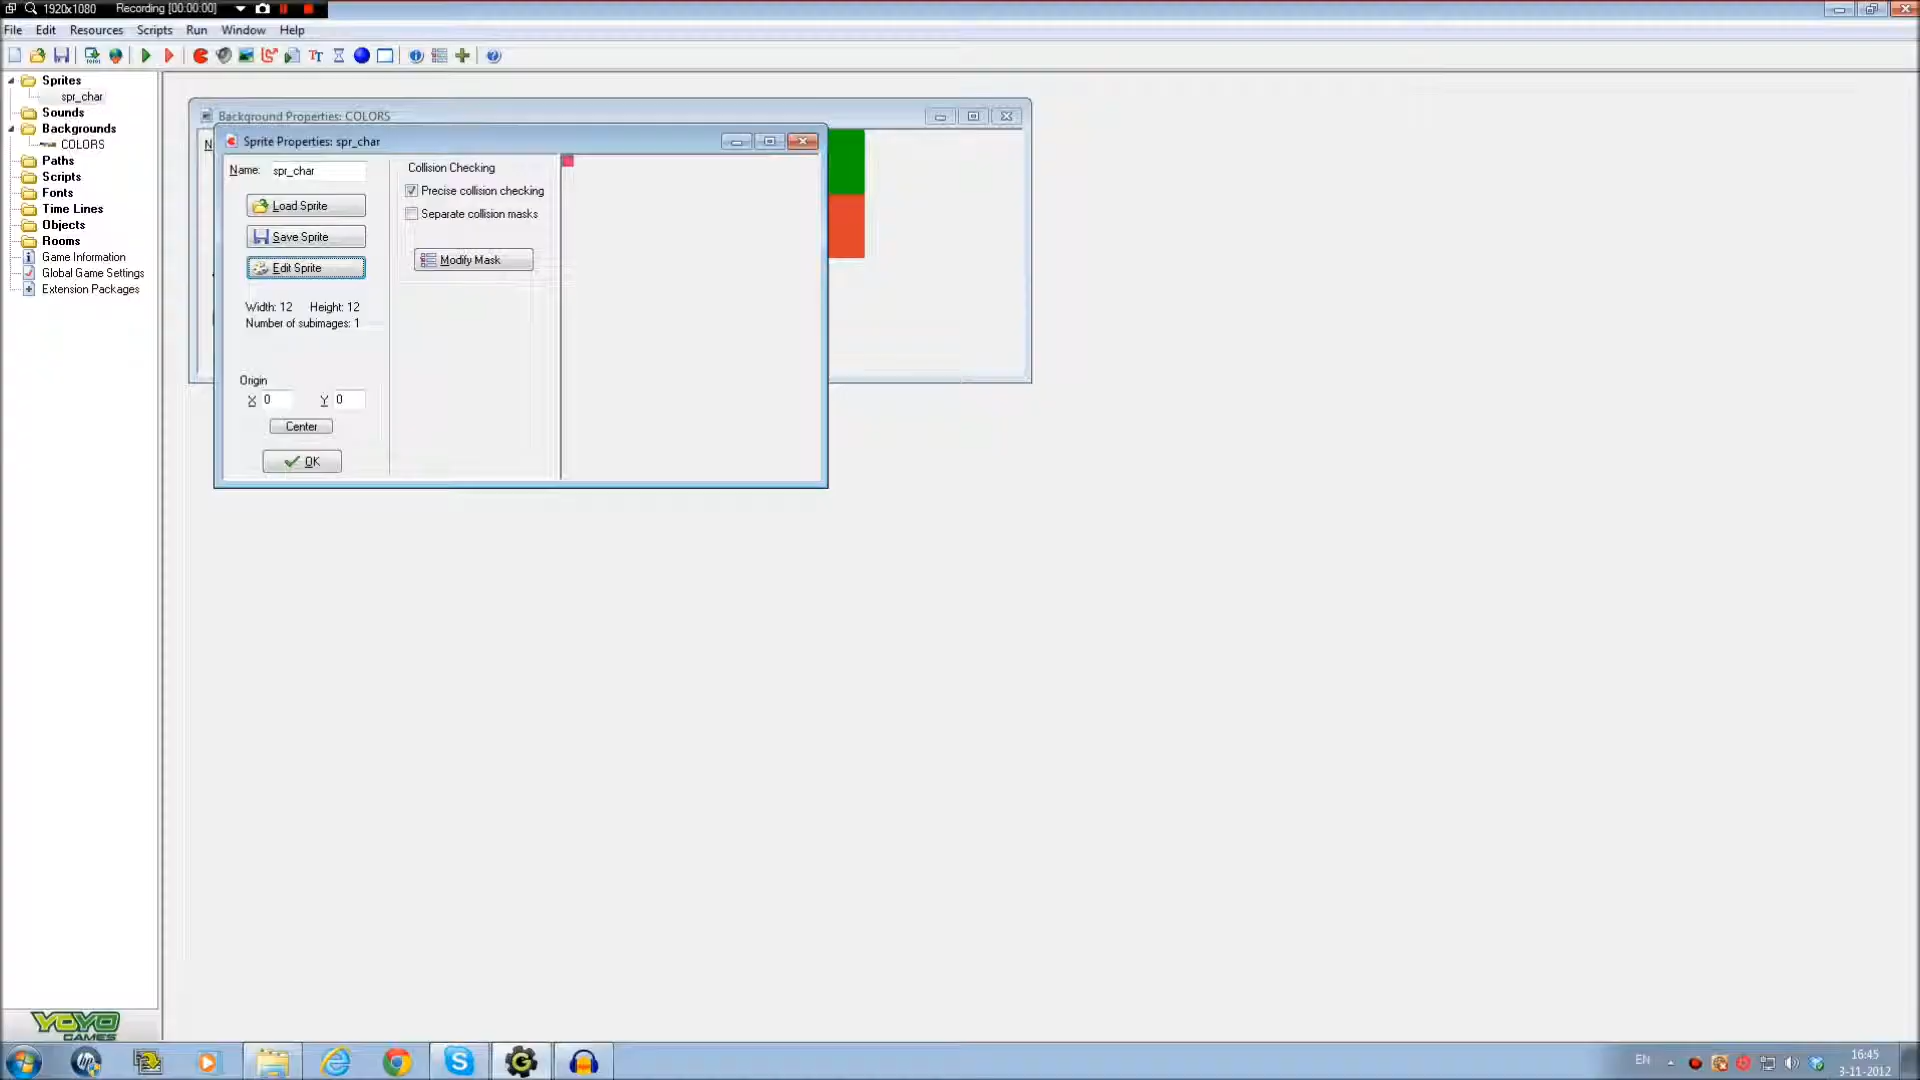 1920x1080 Recording [00:00:00]
File Edit Resources Scripts Run Window Help
Sprites
spr_char
Sounds
Backgrounds
COLORS
Paths
Scripts
Fonts
Time Lines
Objects
Rooms
Game Information
Global Game Settings
Extension Packages
Background Properties: COLORS
N
Sprite Properties: spr_char
Name: spr_char
Load Sprite
Save Sprite
Edit Sprite
Width: 12 Height: 12
Number of subimages: 1
Origin
X 0 Y 0
Center
OK
Collision Checking
Precise collision checking
Separate collision masks
Modify Mask
YOYO
GAMES
EN
16:45
3-11-2012